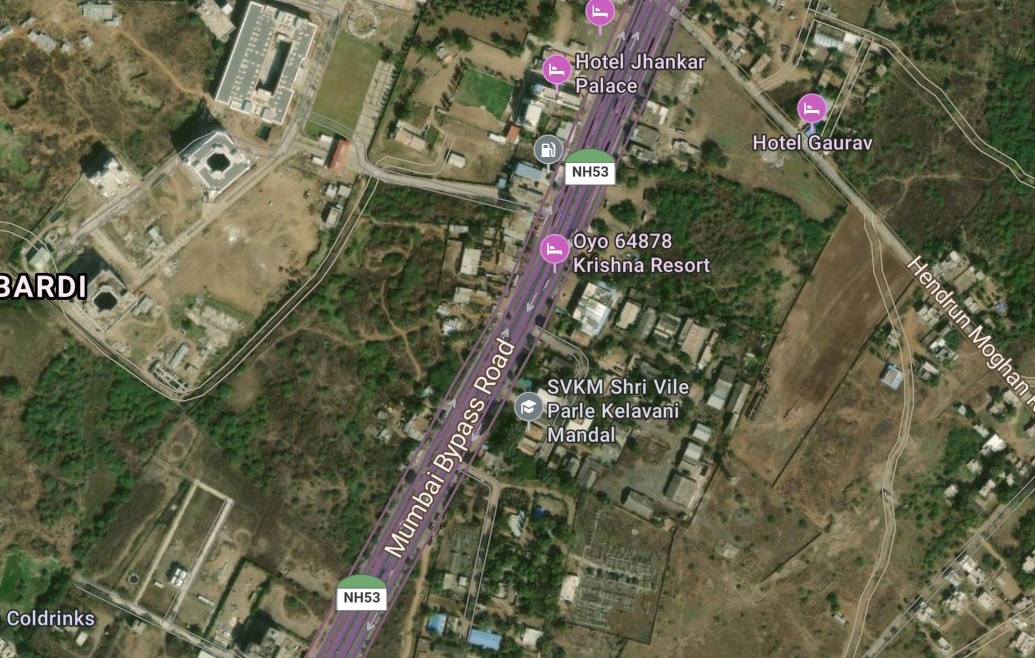 Hotel Jhankar
Palace
Hotel Gaurav
NH53
Oyo 64878
Krishna Resort
BARDI
Hendrun Moghan
Mumbai Bypass Road
SVKM Shri Vile
Parle Kelavani
Mandal
NH53
Coldrinks